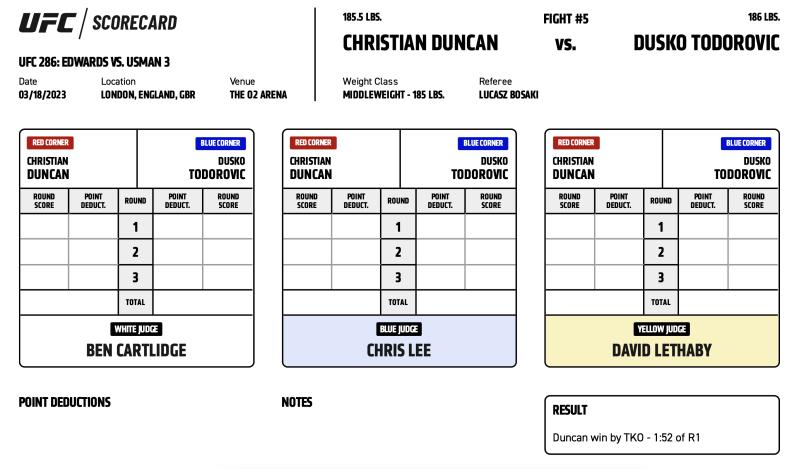 UFC / SCORECARD
UFC 286: EDWARDS VS. USMAN 3
Date Location Venue
03/18/2023 LONDON, ENGLAND, GBR THE O2 ARENA
185.5 LBS. FIGHT #5 186 LBS.
CHRISTIAN DUNCAN VS. DUSKO TODOROVIC
Weight Class Referee
MIDDLEWEIGHT - 185 LBS. LUCASZ BOSAKI
RED CORNER BLUE CORNER
CHRISTIAN DUSKO
DUNCAN TODOROVIC
ROUND SCORE POINT DEDUCT. ROUND POINT DEDUCT. ROUND SCORE
1
2
3
TOTAL
WHITE JUDGE
BEN CARTLIDGE
RED CORNER BLUE CORNER
CHRISTIAN DUSKO
DUNCAN TODOROVIC
ROUND SCORE POINT DEDUCT. ROUND POINT DEDUCT. ROUND SCORE
1
2
3
TOTAL
BLUE JUDGE
CHRIS LEE
RED CORNER BLUE CORNER
CHRISTIAN DUSKO
DUNCAN TODOROVIC
ROUND SCORE POINT DEDUCT. ROUND POINT DEDUCT. ROUND SCORE
1
2
3
TOTAL
YELLOW JUDGE
DAVID LETHABY
POINT DEDUCTIONS
NOTES
RESULT
Duncan win by TKO - 1:52 of R1